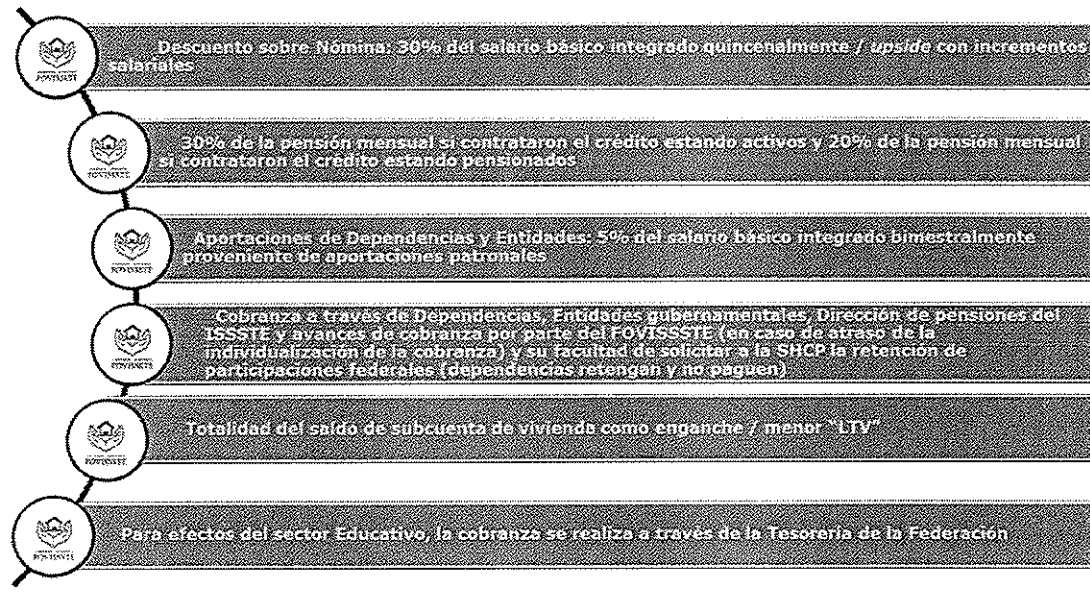 FOVISSSTE
Descuento sobre Nómina: 30% del salario básico integrado quincenalmente / upside con incrementos
salariales
FOVISSSTE
30% de la pensión mensual si contrataron el crédito estando activos y 20% de la pensión mensual
si contrataron el crédito estando pensionados
FOVISSSTE
Aportaciones de Dependencias y Entidades: 5% del salario básico integrado bimestralmente
proveniente de aportaciones patronales
FOVISSSTE
Cobranza a través de Dependencias, Entidades gubernamentales, Dirección de pensiones del
ISSSTE y avances de cobranza por parte del FOVISSSTE (en caso de atraso de la
individualización de la cobranza) y su facultad de solicitar a la SHCP la retención de
participaciones federales (dependencias retengan y no paguen)
FOVISSSTE
Totalidad del saldo de subcuenta de vivienda como enganche / menor "LTV"
FOVISSSTE
Para efectos del sector Educativo, la cobranza se realiza a través de la Tesorería de la Federación